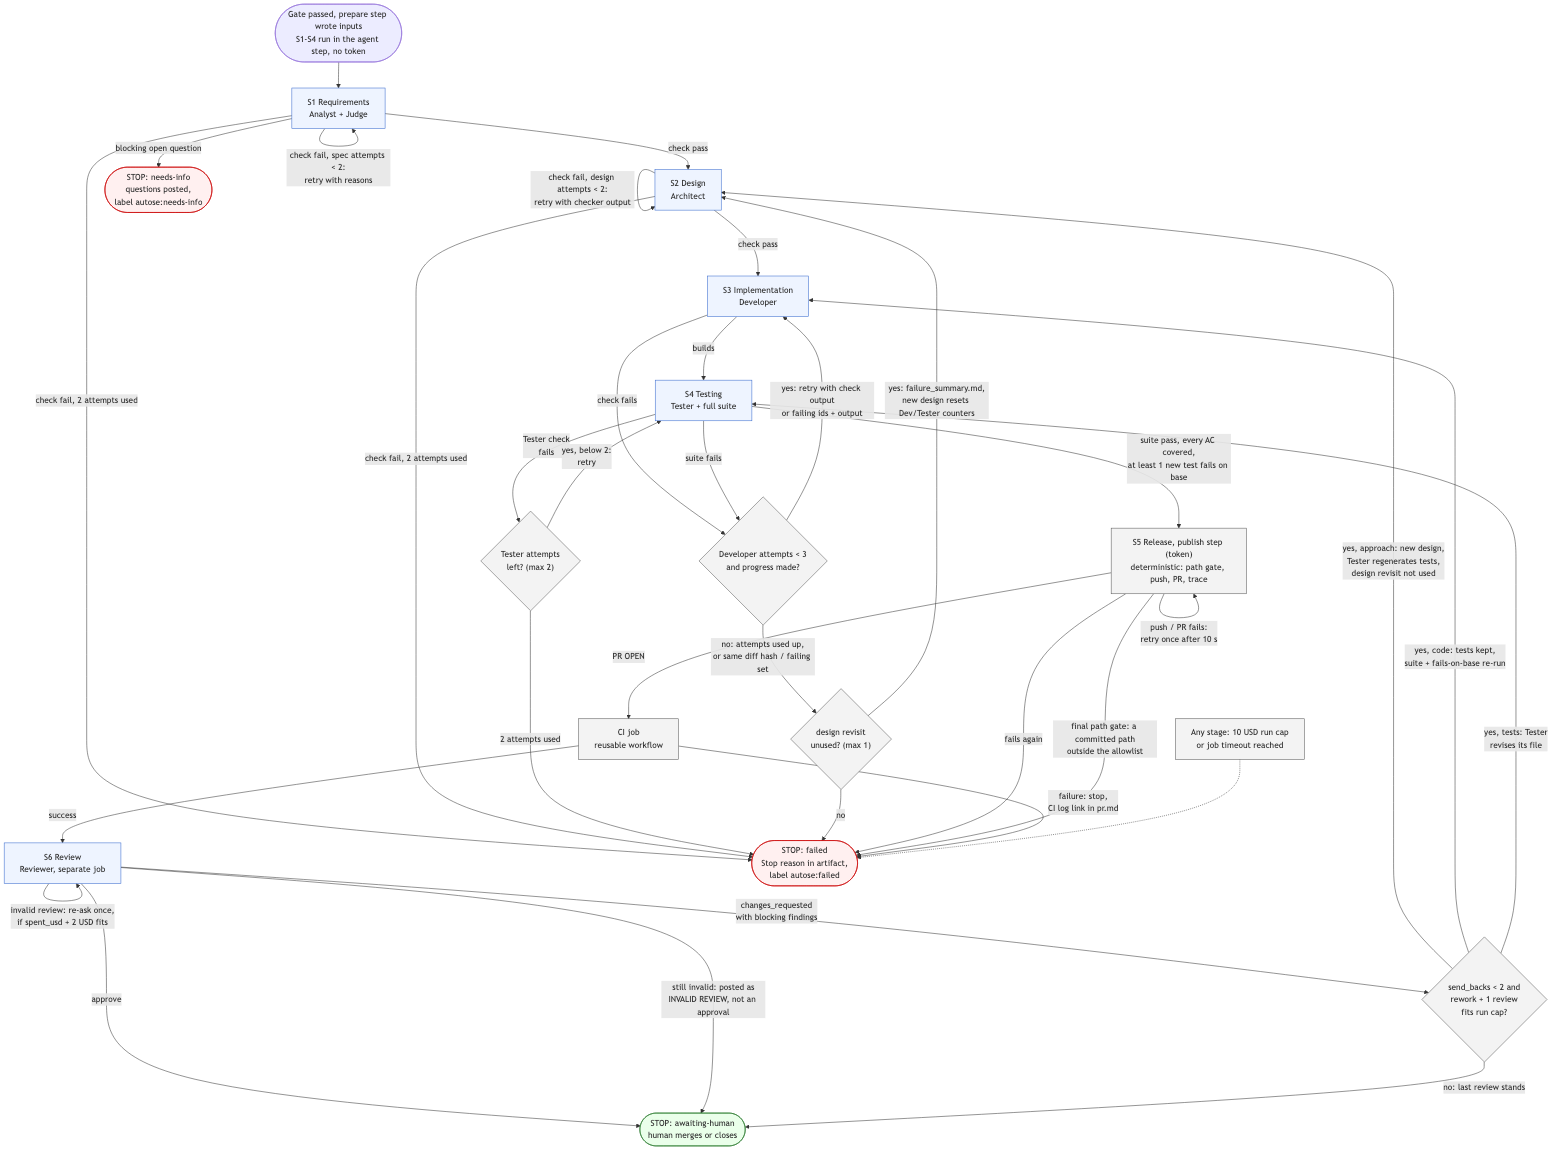 Gate passed, prepare step
wrote inputs
S1-S4 run in the agent
step, no token
S1 Requirements
Analyst + Judge
blocking open question
check fail, spec attempts
< 2:
retry with reasons
check pass
STOP: needs-info
questions posted,
label autose:needs-info
check fail, design
attempts < 2:
retry with checker output
S2 Design
Architect
check pass
S3 Implementation
Developer
builds
check fail, 2 attempts used
check fails
S4 Testing
Tester + full suite
yes: retry with check
output
or failing ids + output
yes: failure_summary.md,
new design resets
Dev/Tester counters
Tester check
fails
yes, below 2:
retry
check fail, 2 attempts used
suite fails
suite pass, every AC
covered,
at least 1 new test fails on
base
Tester attempts
left? (max 2)
Developer attempts < 3
and progress made?
S5 Release, publish step
(token)
deterministic: path gate,
push, PR, trace
yes, approach: new design,
Tester regenerates tests,
design revisit not used
push / PR fails:
retry once after 10 s
PR OPEN
no: attempts used up,
or same diff hash / failing
set
yes, code: tests kept,
suite + fails-on-base re-run
CI job
reusable workflow
2 attempts used
design revisit
unused? (max 1)
fails again
final path gate: a
committed path
outside the allowlist
Any stage: 10 USD run cap
or job timeout reached
yes, tests: Tester
revises its file
success
no
failure: stop,
CI log link in pr.md
S6 Review
Reviewer, separate job
STOP: failed
Stop reason in artifact,
label autose:failed
invalid review: re-ask once,
if spent_usd + 2 USD fits
changes_requested
with blocking findings
approve
still invalid: posted as
INVALID REVIEW, not an
approval
send_backs < 2 and
rework + 1 review
fits run cap?
no: last review stands
STOP: awaiting-human
human merges or closes